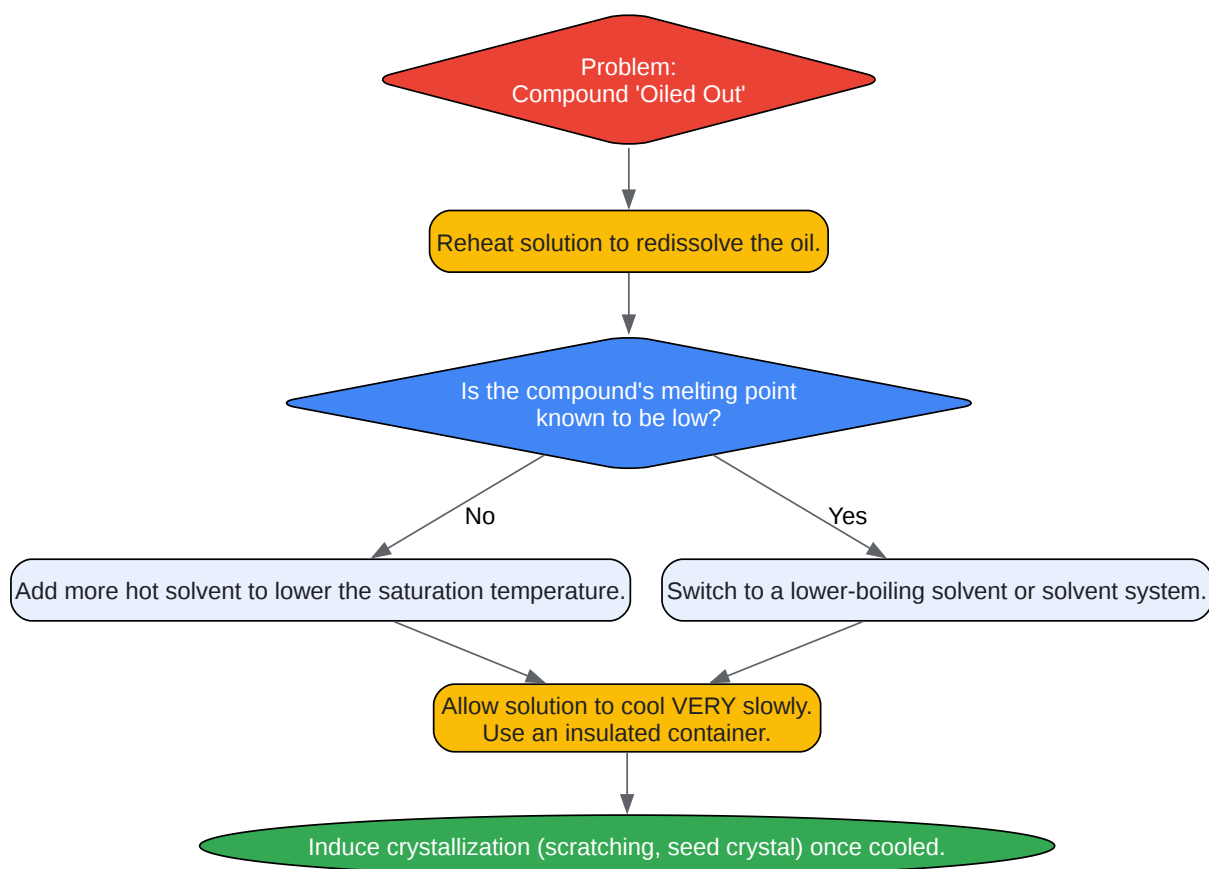 Problem:
Compound 'Oiled Out'
Reheat solution to redissolve the oil.
Is the compound's melting point
known to be low?
No
Yes
Add more hot solvent to lower the saturation temperature.
Switch to a lower-boiling solvent or solvent system.
Allow solution to cool VERY slowly.
Use an insulated container.
Induce crystallization (scratching, seed crystal) once cooled.